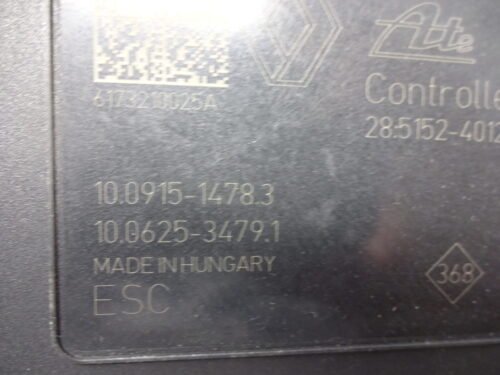 Ate
6173210025A
Controlle
28.5152-4012
10.0915-1478.3
10.0625-3479.1
MADE IN HUNGARY
368
ESC